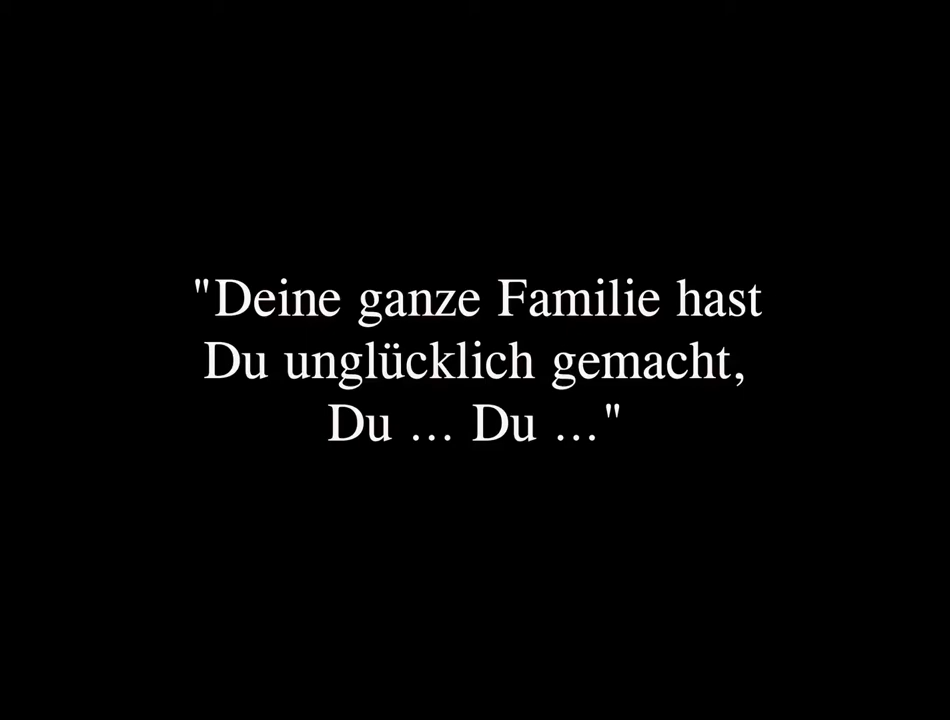 "Deine ganze Familie hast
Du unglücklich gemacht,
Du ... Du ..."